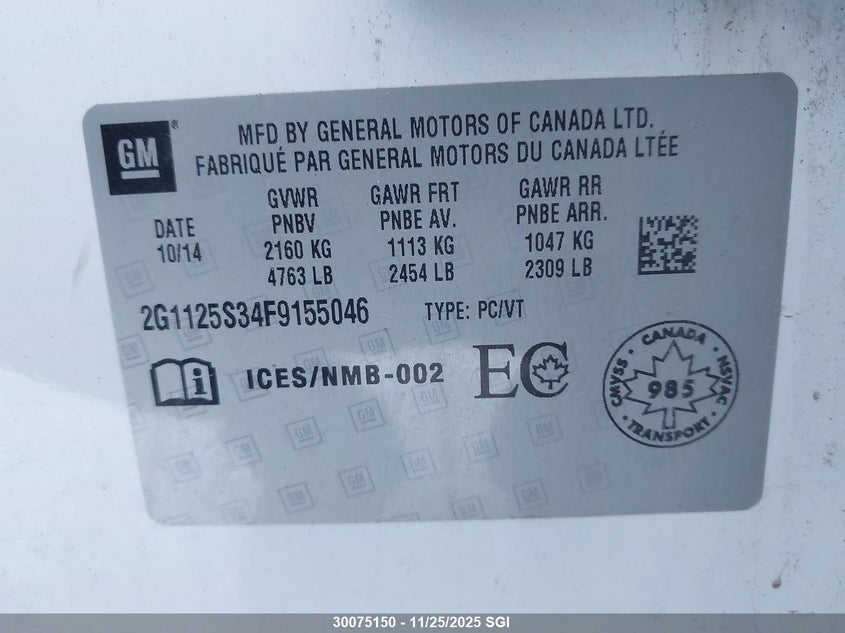 GM®
MFD BY GENERAL MOTORS OF CANADA LTD.
FABRIQUÉ PAR GENERAL MOTORS DU CANADA LTÉE
DATE
10/14
GVWR
PNBV
2160 KG
4763 LB
GAWR FRT
PNBE AV.
1113 KG
2454 LB
GAWR RR
PNBE ARR.
1047 KG
2309 LB
2G1125S34F9155046 TYPE: PC/VT
i ICES/NMB-002 EC
CMVSS · CANADA · NSVAC
985
· TRANSPORT ·
30075150 - 11/25/2025 SGI